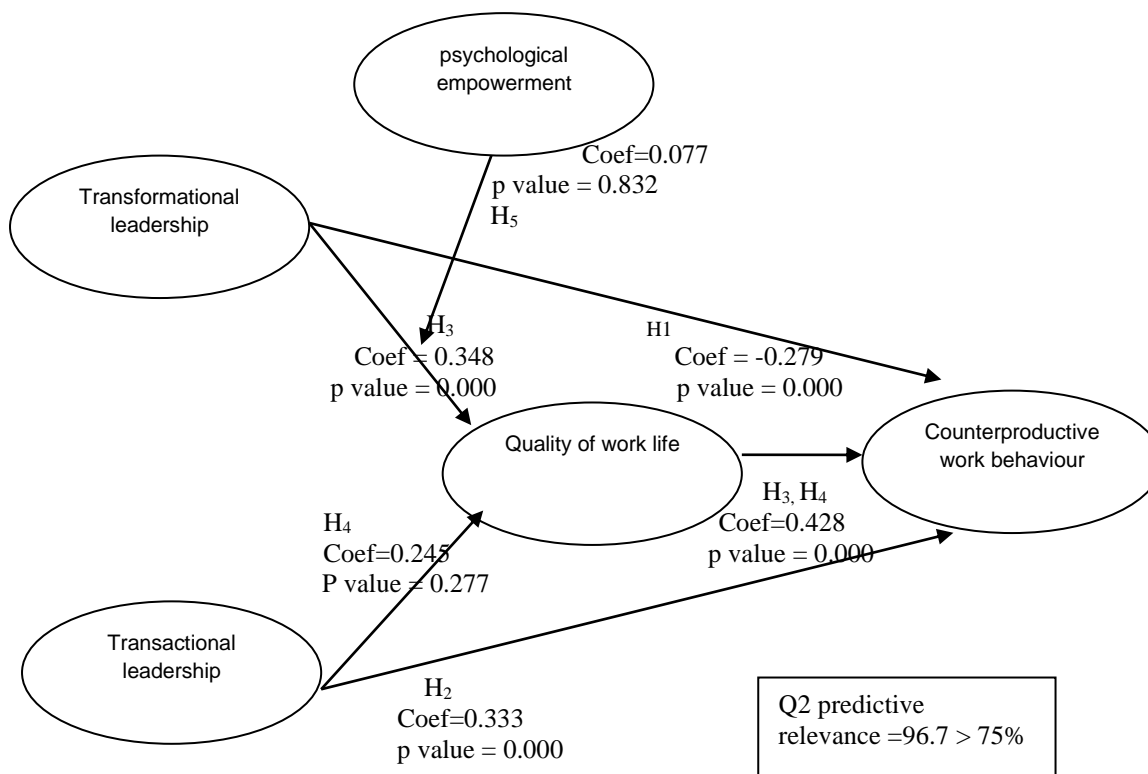 psychological
empowerment
Coef=0.077
p value = 0.832
H₅
Transformational
leadership
H₃
Coef = 0.348
p value = 0.000
H1
Coef = -0.279
p value = 0.000
Quality of work life
Counterproductive
work behaviour
H₃, H₄
Coef=0.428
p value = 0.000
H₄
Coef=0.245
P value = 0.277
Transactional
leadership
H₂
Coef=0.333
p value = 0.000
Q2 predictive
relevance =96.7 > 75%